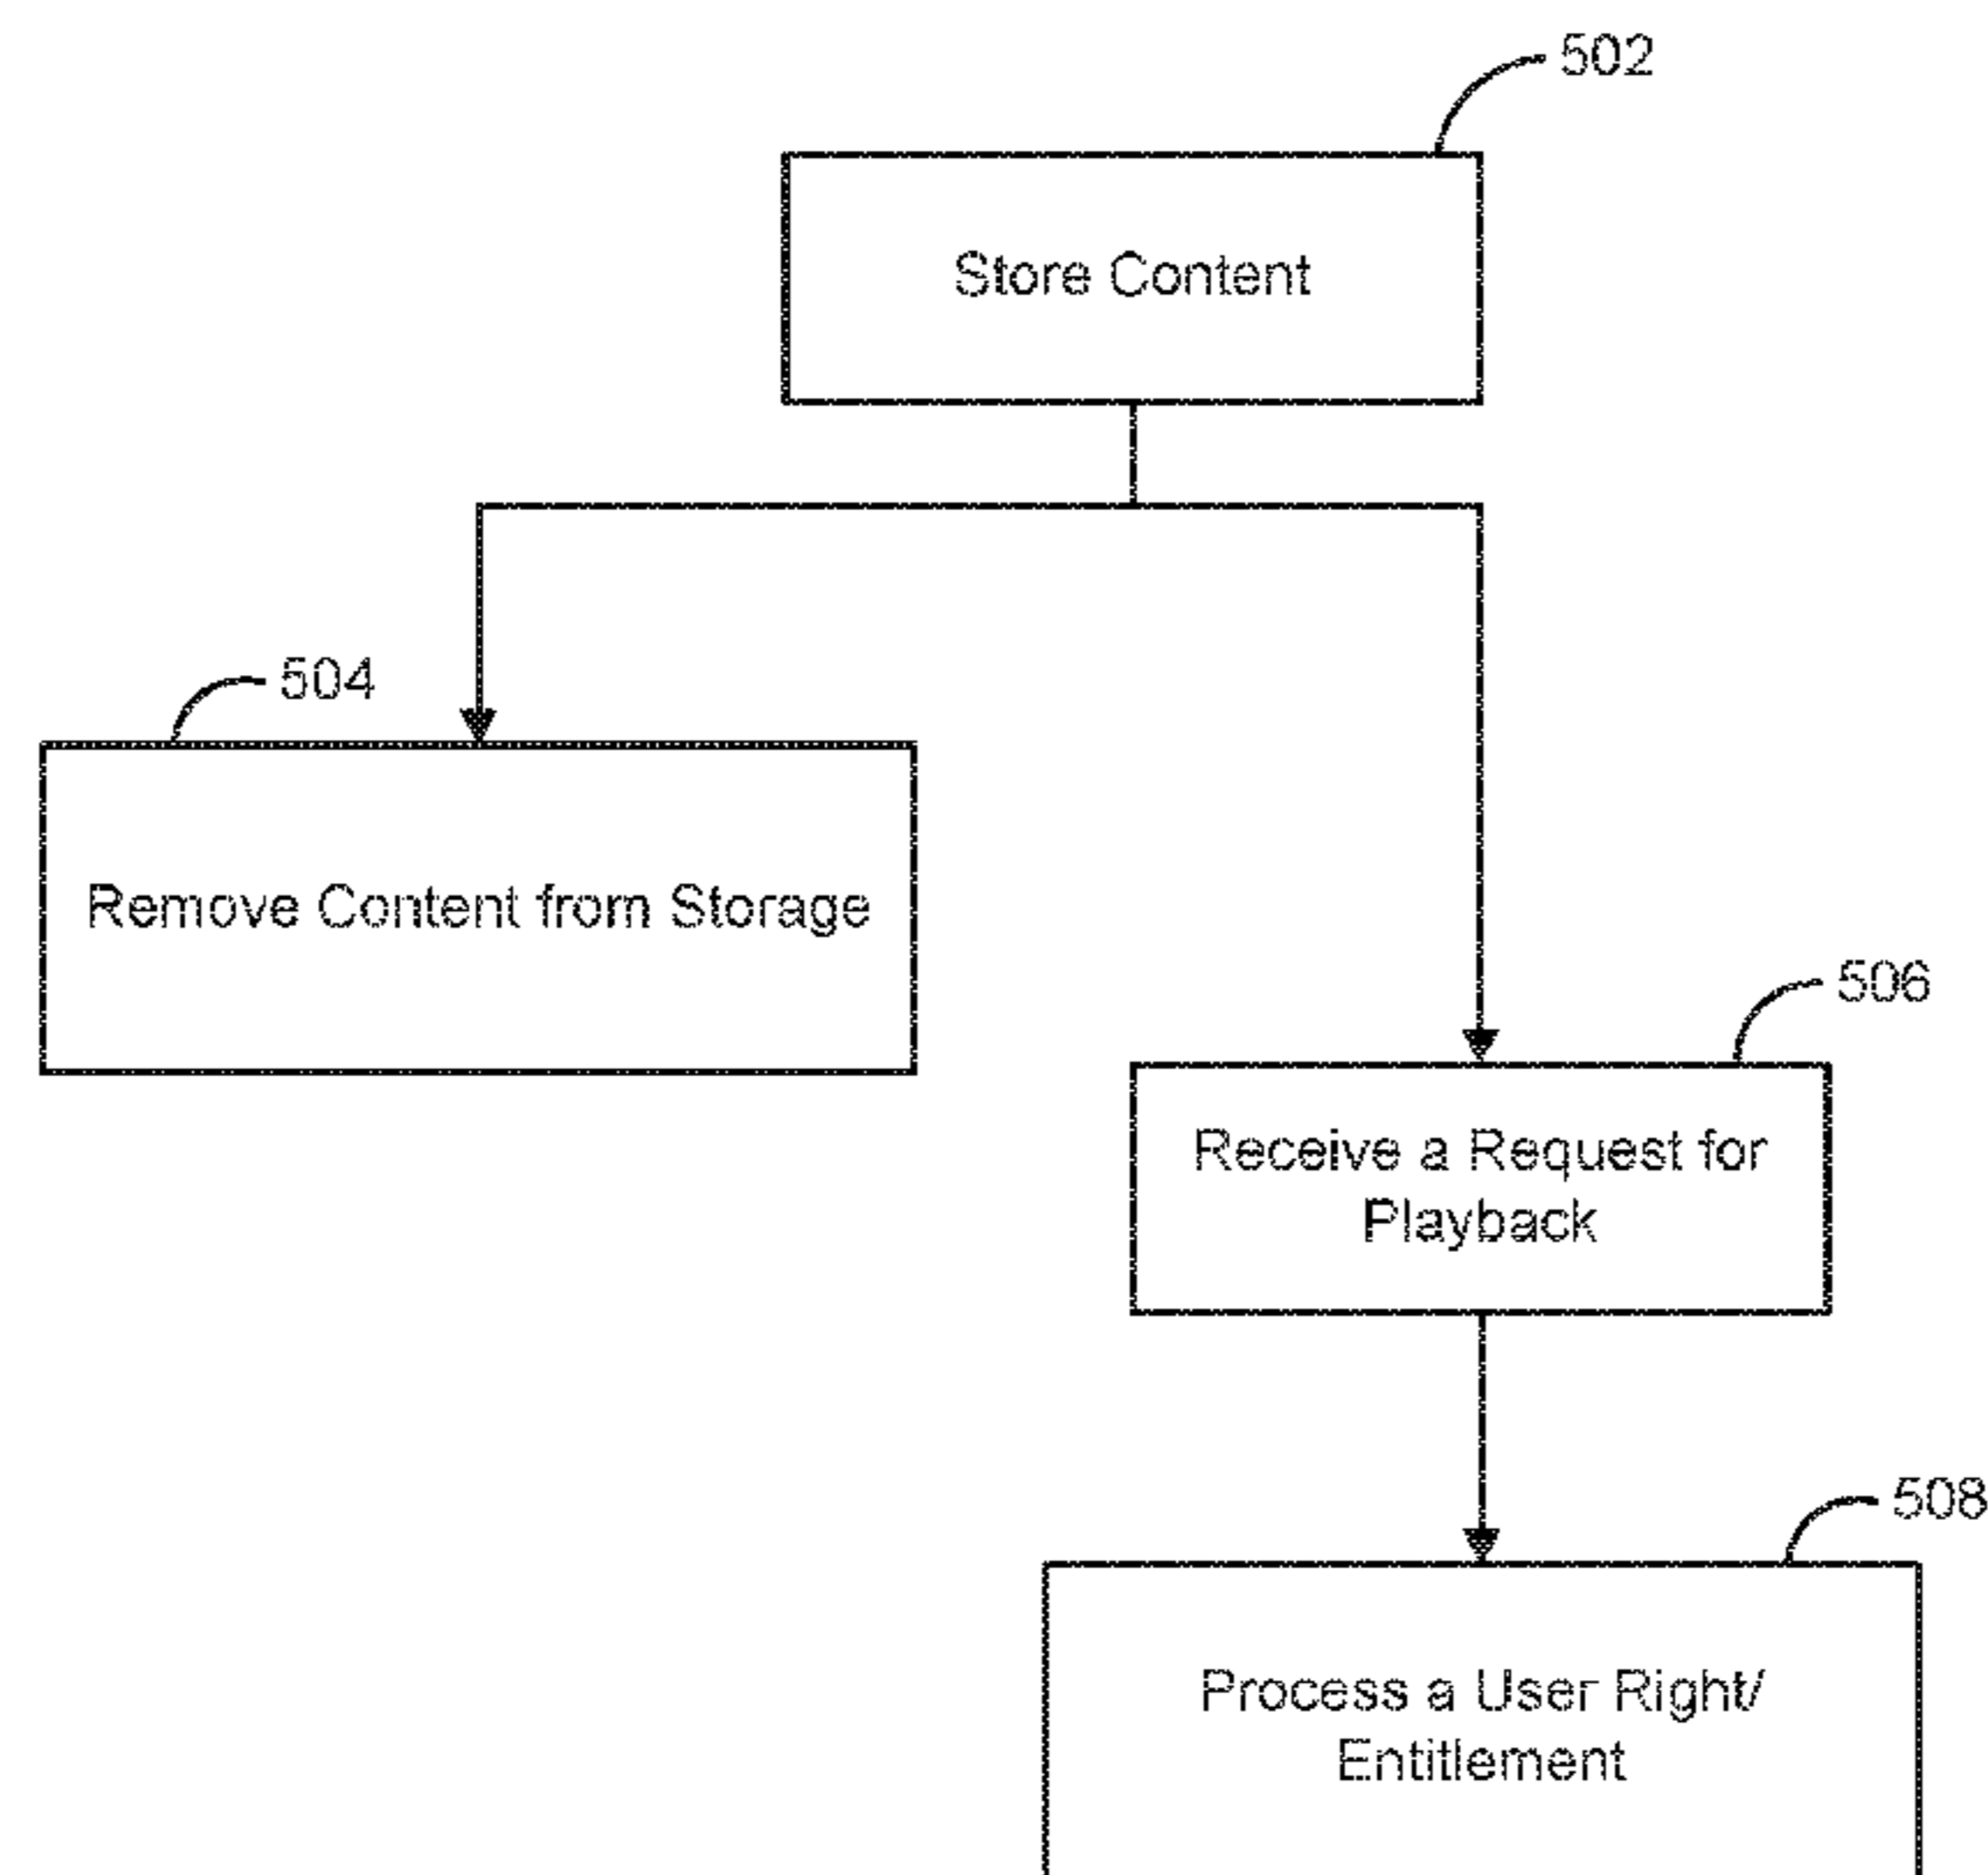 502
Store Content
504
Remove Content from Storage
506
Receive a Request for
Playback
508
Process a User Right/
Entitlement